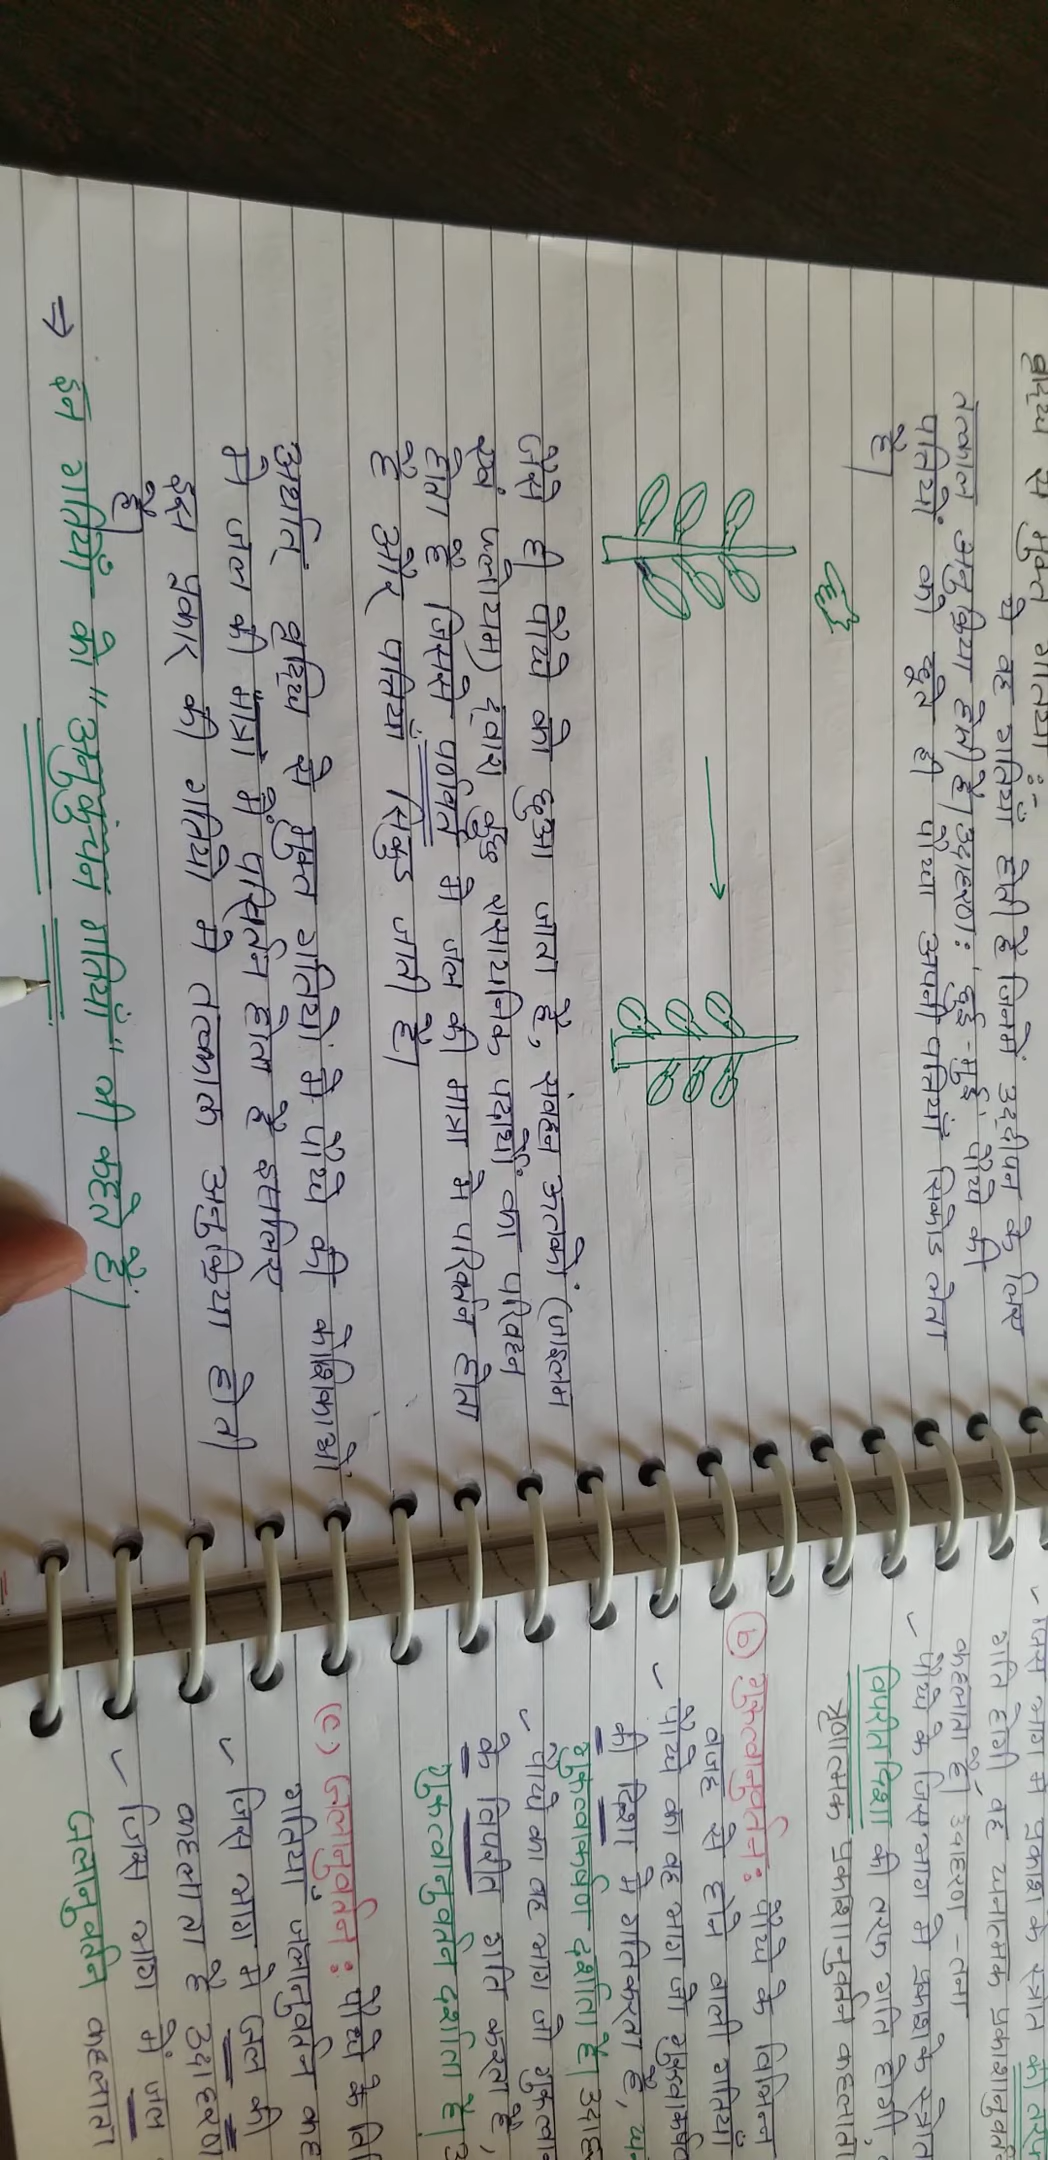 वृद्धि से मुक्त गतियां :-
ये वह गतियाँ होती है जिनमें उद्दीपन के लिए
तत्काल अनुक्रिया होती है। उदाहरण : 'छुई-मुई' पौधे की
पत्तियों को छूते ही पौधा अपनी पत्तियां सिकोड लेता
है।
जैसे ही पौधे को छुआ जाता है, संवहन ऊतकों (जाइलम
एवं फ्लोयम) द्वारा कुछ रासायनिक पदार्थों का परिवहन
होता है जिससे पर्णवृंत में जल की मात्रा में परिवर्तन होता
है और पत्तियां सिकुड जाती है।
अर्थात् वृद्धि से मुक्त गतियों में पौधे की कोशिकाओं
में जल की मात्रा में परिवर्तन होता है इसलिए
इस प्रकार की गतियों में तत्काल अनुक्रिया होती
है।
⇒ इन गतियों को "अनुकुंचन गतियां" भी कहते हैं।
✓ जिस भाग में प्रकाश के स्त्रोत की तरफ
गति होगी, वह धनात्मक प्रकाशानुवर्त
कहलाता है। उदाहरण - तना
✓ पौधे के जिस भाग में प्रकाश के स्त्रोत
विपरीत दिशा की तरफ गति होगी,
ऋणात्मक प्रकाशानुवर्तन कहलाता
(b) गुरुत्वानुवर्तन : पौधे के विभिन्न
वजह से होने वाली गतियां
✓ पौधे का वह भाग जो गुरुत्वाकर्षण
की दिशा में गति करता है,
गुरुत्वाकर्षण दर्शाता है। उदाह
✓ पौधे का वह भाग जो गुरुत्वाक
के विपरीत गति करता है,
गुरुत्वानुवर्तन दर्शाता है।
(c) जलानुवर्तन : पौधे के वि
गतियां जलानुवर्तन कह
✓ जिस भाग में जल की
कहलाता है उदाहरण
✓ जिस भाग में जल
जलानुवर्तन कहलाता